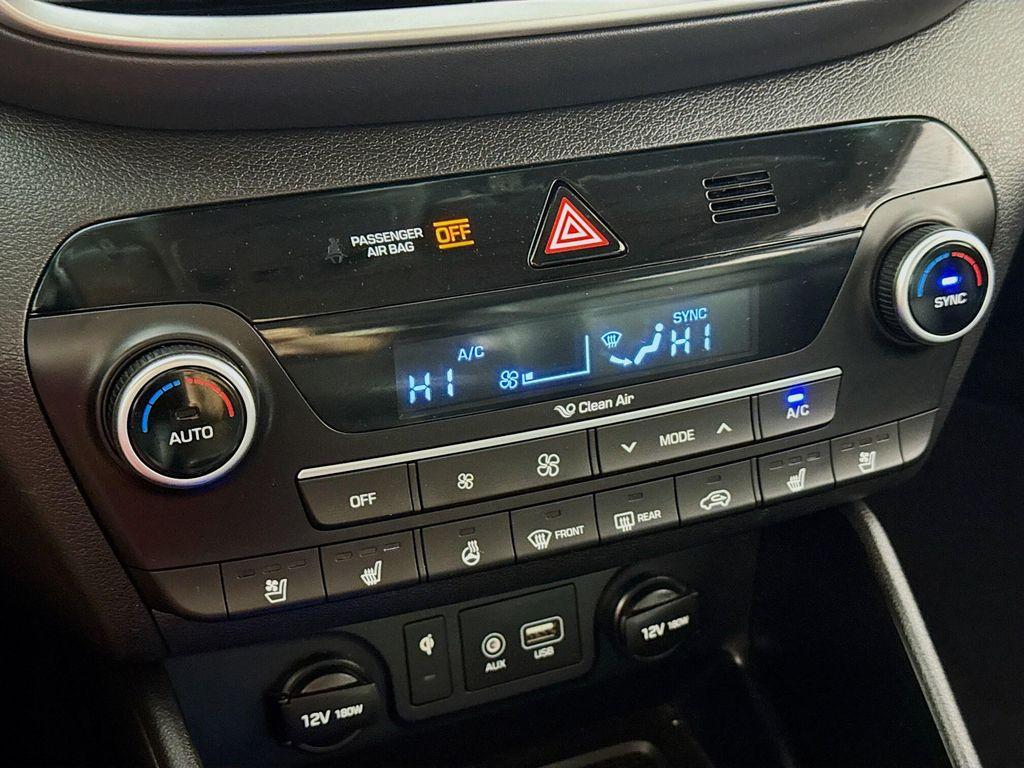 PASSENGER
AIR BAG
OFF
A/C
SYNC
HI
HI
SYNC
AUTO
Clean Air
OFF
MODE
A/C
FRONT
REAR
12V 180W
AUX
USB
12V 180W